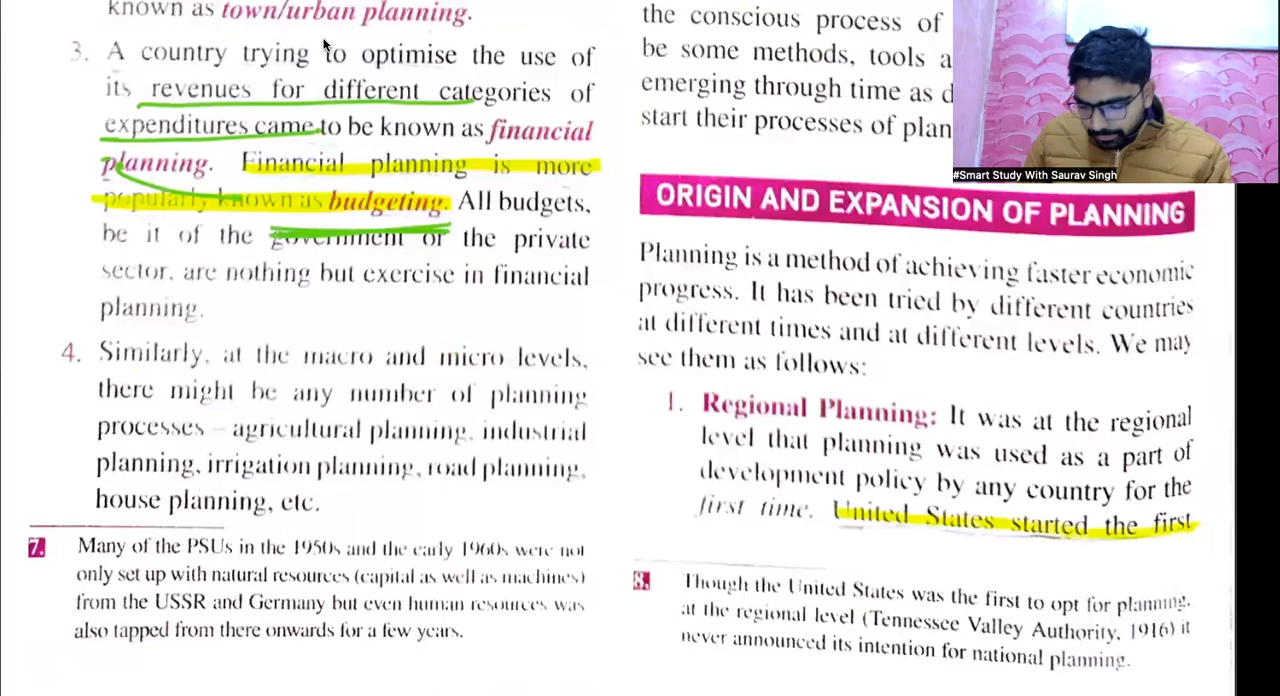 known as town/urban planning.
3. A country trying to optimise the use of
its revenues for different categories of
expenditures came to be known as financial
planning. Financial planning is more
popularly known as budgeting. All budgets,
be it of the government or the private
sector, are nothing but exercise in financial
planning.
4. Similarly, at the macro and micro levels,
there might be any number of planning
processes – agricultural planning, industrial
planning, irrigation planning, road planning,
house planning, etc.
7. Many of the PSUs in the 1950s and the early 1960s were not
only set up with natural resources (capital as well as machines)
from the USSR and Germany but even human resources was
also tapped from there onwards for a few years.
the conscious process of
be some methods, tools a
emerging through time as d
start their processes of plan
#Smart Study With Saurav Singh
ORIGIN AND EXPANSION OF PLANNING
Planning is a method of achieving faster economic
progress. It has been tried by different countries
at different times and at different levels. We may
see them as follows:
1. Regional Planning: It was at the regional
level that planning was used as a part of
development policy by any country for the
first time. United States started the first
8. Though the United States was the first to opt for planning,
at the regional level (Tennessee Valley Authority, 1916) it
never announced its intention for national planning.